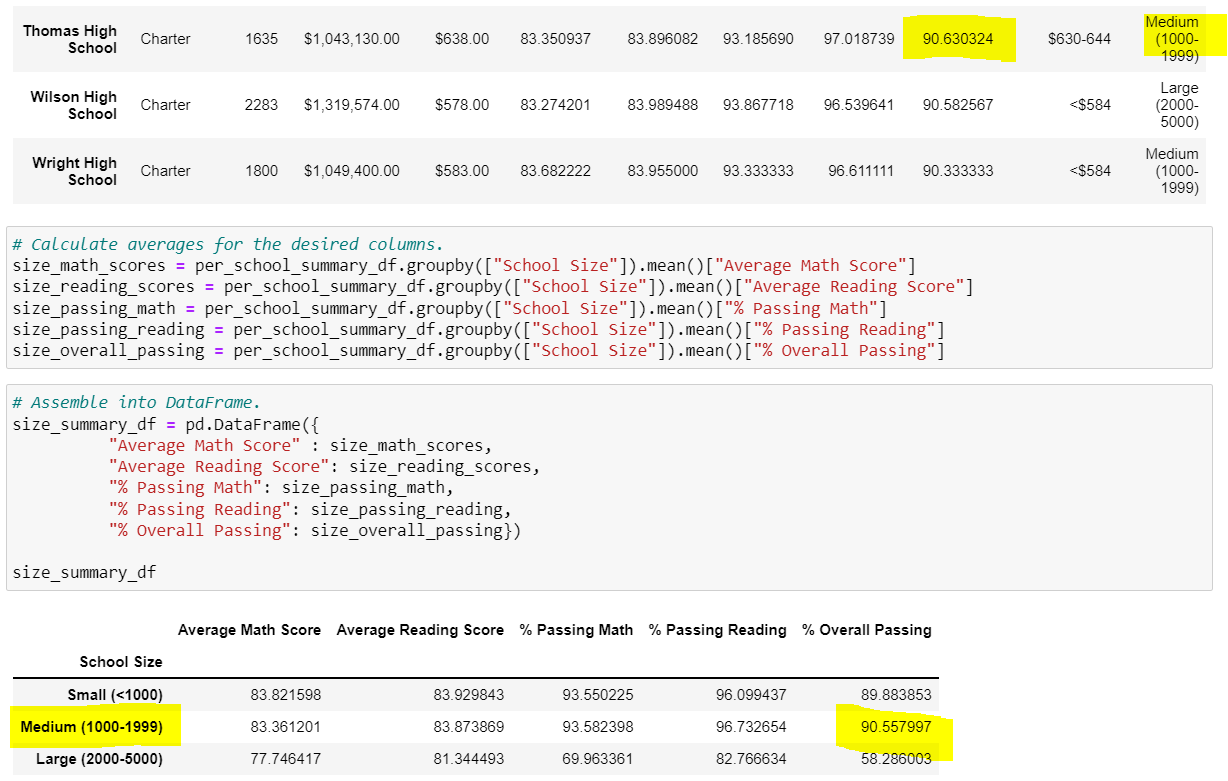 Thomas High School Charter 1635 $1,043,130.00 $638.00 83.350937 83.896082 93.185690 97.018739 90.630324 $630-644 Medium (1000-1999)
Wilson High School Charter 2283 $1,319,574.00 $578.00 83.274201 83.989488 93.867718 96.539641 90.582567 <$584 Large (2000-5000)
Wright High School Charter 1800 $1,049,400.00 $583.00 83.682222 83.955000 93.333333 96.611111 90.333333 <$584 Medium (1000-1999)
# Calculate averages for the desired columns.
size_math_scores = per_school_summary_df.groupby(["School Size"]).mean()["Average Math Score"]
size_reading_scores = per_school_summary_df.groupby(["School Size"]).mean()["Average Reading Score"]
size_passing_math = per_school_summary_df.groupby(["School Size"]).mean()["% Passing Math"]
size_passing_reading = per_school_summary_df.groupby(["School Size"]).mean()["% Passing Reading"]
size_overall_passing = per_school_summary_df.groupby(["School Size"]).mean()["% Overall Passing"]
# Assemble into DataFrame.
size_summary_df = pd.DataFrame({
"Average Math Score" : size_math_scores,
"Average Reading Score": size_reading_scores,
"% Passing Math": size_passing_math,
"% Passing Reading": size_passing_reading,
"% Overall Passing": size_overall_passing})
size_summary_df
Average Math Score Average Reading Score % Passing Math % Passing Reading % Overall Passing
School Size
Small (<1000) 83.821598 83.929843 93.550225 96.099437 89.883853
Medium (1000-1999) 83.361201 83.873869 93.582398 96.732654 90.557997
Large (2000-5000) 77.746417 81.344493 69.963361 82.766634 58.286003